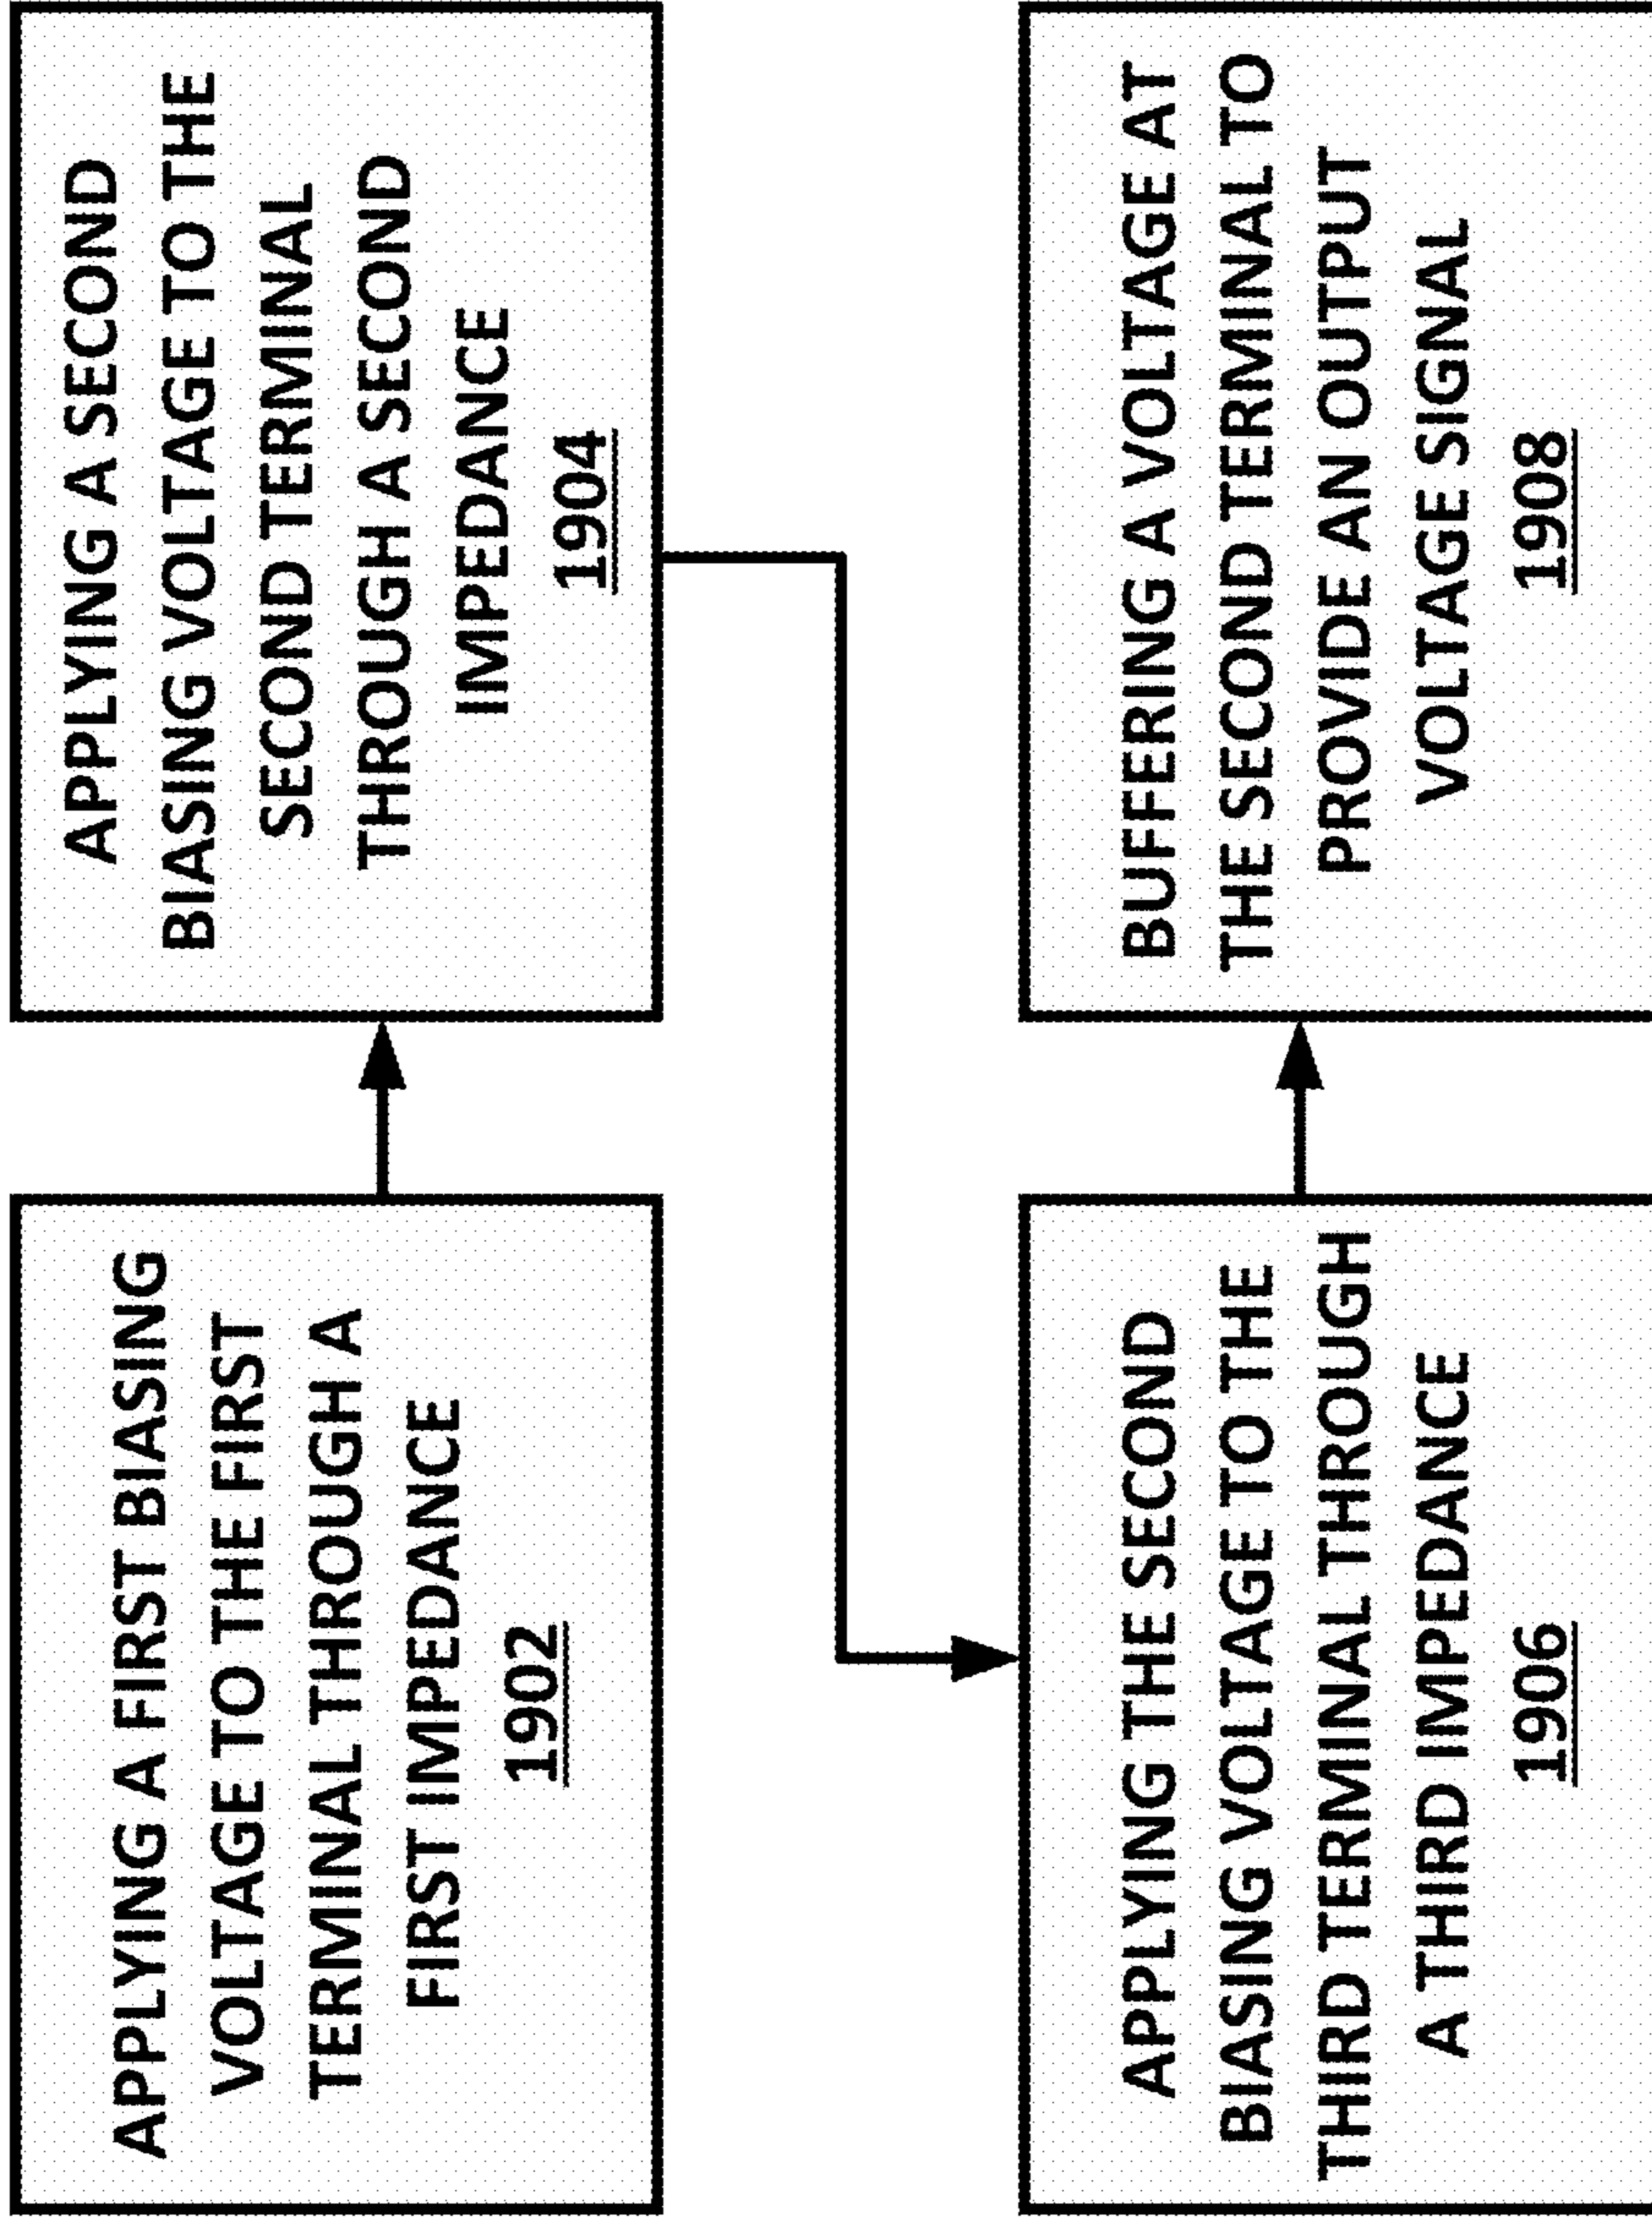 APPLYING A FIRST BIASING
VOLTAGE TO THE FIRST
TERMINAL THROUGH A
FIRST IMPEDANCE
1902
APPLYING A SECOND
BIASING VOLTAGE TO THE
SECOND TERMINAL
THROUGH A SECOND
IMPEDANCE
1904
APPLYING THE SECOND
BIASING VOLTAGE TO THE
THIRD TERMINAL THROUGH
A THIRD IMPEDANCE
1906
BUFFERING A VOLTAGE AT
THE SECOND TERMINAL TO
PROVIDE AN OUTPUT
VOLTAGE SIGNAL
1908